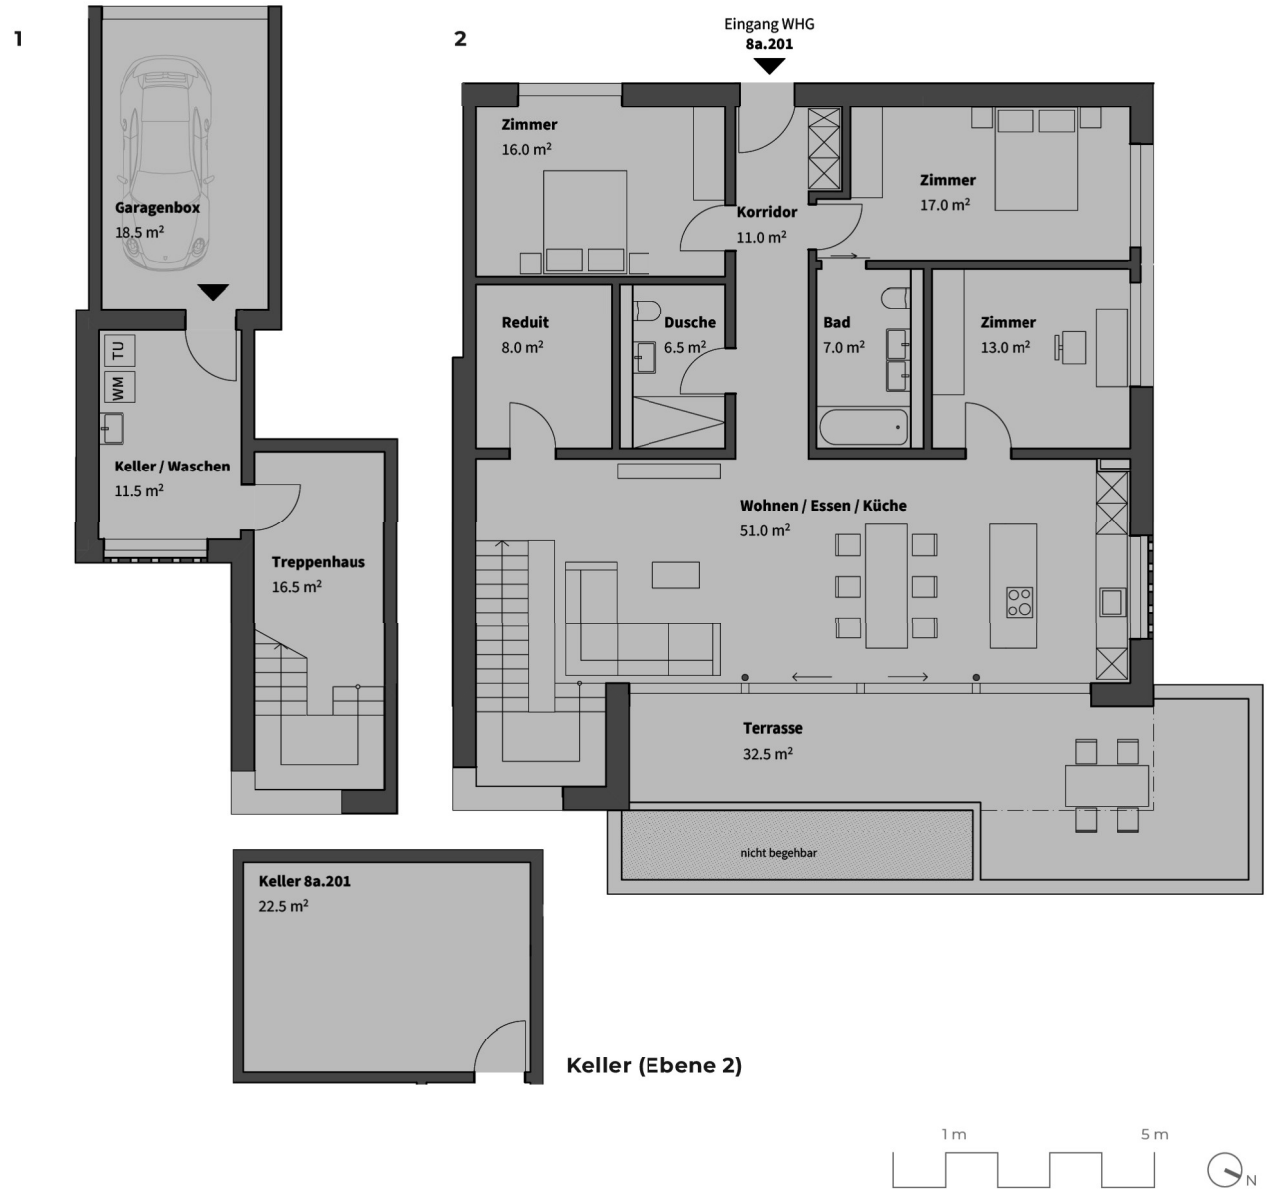 1
2
Eingang WHG
8a.201
Garagenbox
18.5 m²
TU
WM
Keller / Waschen
11.5 m²
Treppenhaus
16.5 m²
Zimmer
16.0 m²
Korridor
11.0 m²
Zimmer
17.0 m²
Reduit
8.0 m²
Dusche
6.5 m²
Bad
7.0 m²
Zimmer
13.0 m²
Wohnen / Essen / Küche
51.0 m²
Terrasse
32.5 m²
nicht begehbar
Keller 8a.201
22.5 m²
Keller (Ebene 2)
1 m
5 m
N